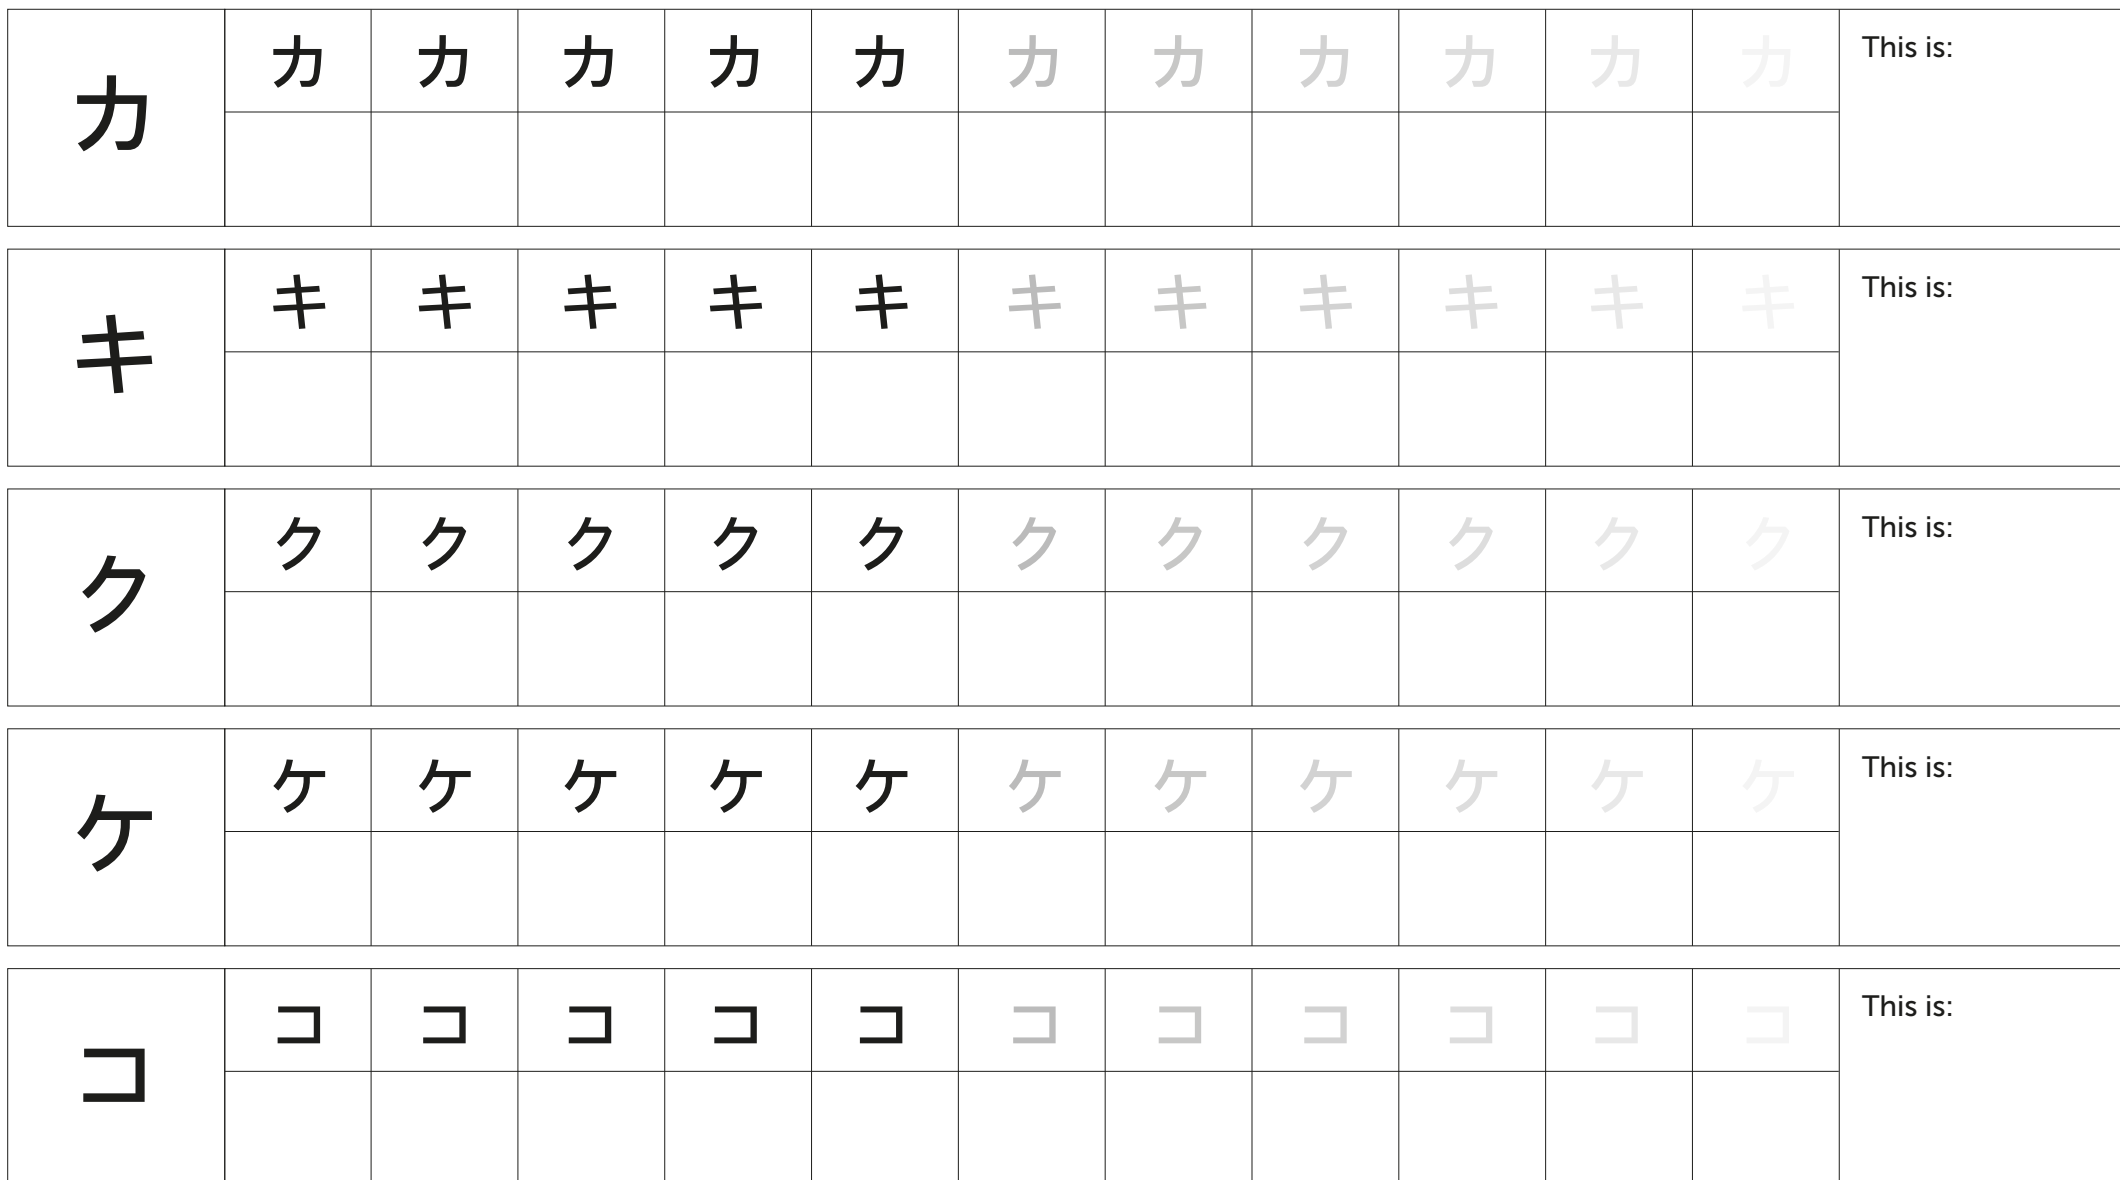 カ カ カ カ カ カ カ カ カ カ カ カ This is:
キ キ キ キ キ キ キ キ キ キ キ キ This is:
ク ク ク ク ク ク ク ク ク ク ク ク This is:
ケ ケ ケ ケ ケ ケ ケ ケ ケ ケ ケ ケ This is:
コ コ コ コ コ コ コ コ コ コ コ コ This is: